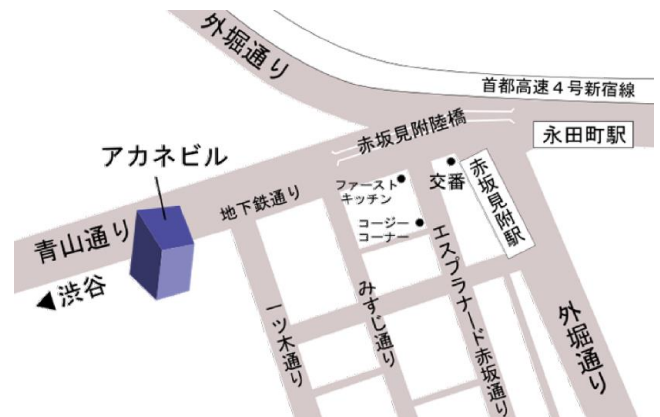 外堀通り
首都高速4号新宿線
赤坂見附陸橋
永田町駅
アカネビル
ファースト
キッチン
交番
赤坂見附駅
地下鉄通り
コージー
コーナー
青山通り
◀渋谷
一ツ木通り
みすじ通り
エスプラナード赤坂通り
外堀通り